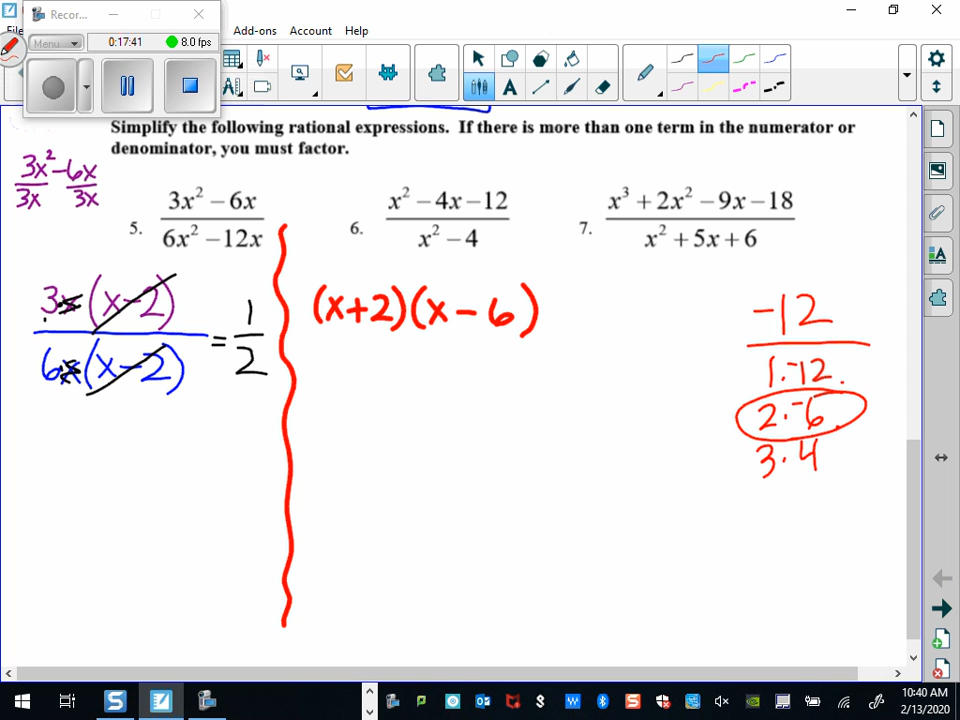 Recor...
Menu
0:17:41
8.0 fps
Add-ons Account Help
Simplify the following rational expressions. If there is more than one term in the numerator or
denominator, you must factor.
3x² - 6x
3x 3x
5. 3x² - 6x
6x² - 12x
6. x² - 4x - 12
x² - 4
7. x³ + 2x² - 9x - 18
x² + 5x + 6
3x(x-2)
6x(x-2)
= 1
2
(x+2)(x-6)
-12
1·-12
2·-6
3·4
10:40 AM
2/13/2020